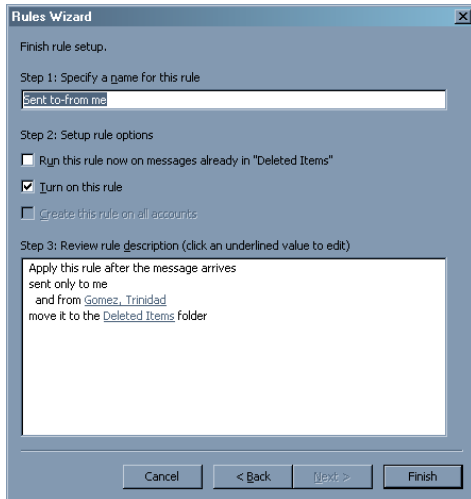 Rules Wizard
Finish rule setup.
Step 1: Specify a name for this rule
Sent to-from me
Step 2: Setup rule options
Run this rule now on messages already in "Deleted Items"
Turn on this rule
Create this rule on all accounts
Step 3: Review rule description (click an underlined value to edit)
Apply this rule after the message arrives
sent only to me
and from Gomez, Trinidad
move it to the Deleted Items folder
Cancel < Back Next > Finish